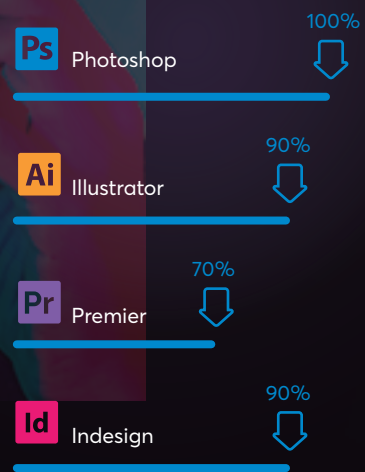 100%
Ps Photoshop
90%
Ai Illustrator
70%
Pr Premier
90%
Id Indesign